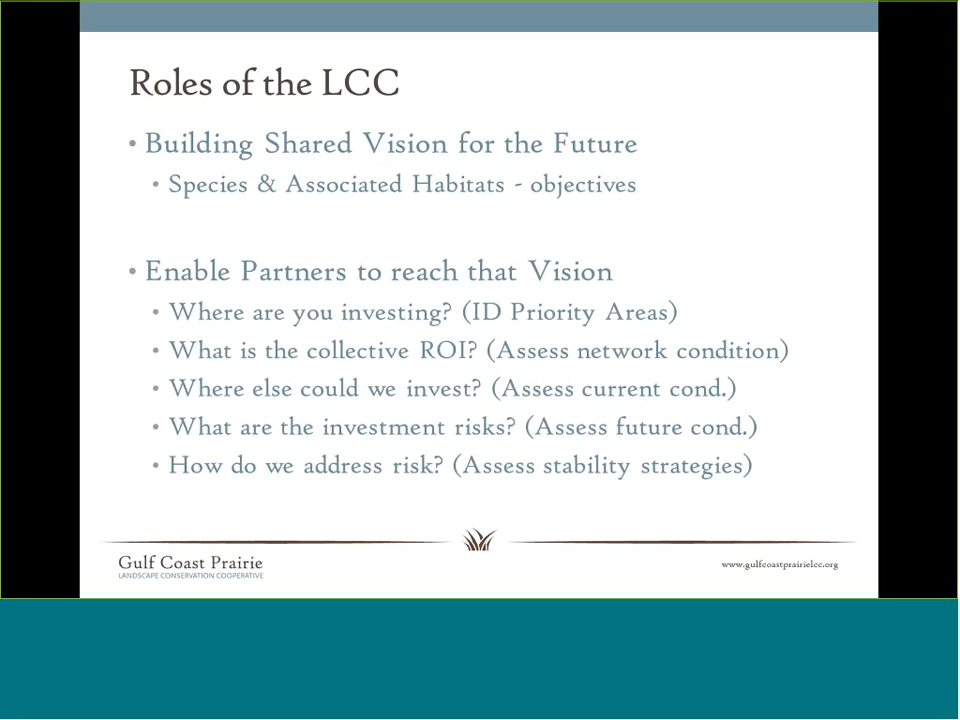 Roles of the LCC
• Building Shared Vision for the Future
• Species & Associated Habitats - objectives
• Enable Partners to reach that Vision
• Where are you investing? (ID Priority Areas)
• What is the collective ROI? (Assess network condition)
• Where else could we invest? (Assess current cond.)
• What are the investment risks? (Assess future cond.)
• How do we address risk? (Assess stability strategies)
Gulf Coast Prairie
LANDSCAPE CONSERVATION COOPERATIVE
www.gulfcoastprairielcc.org